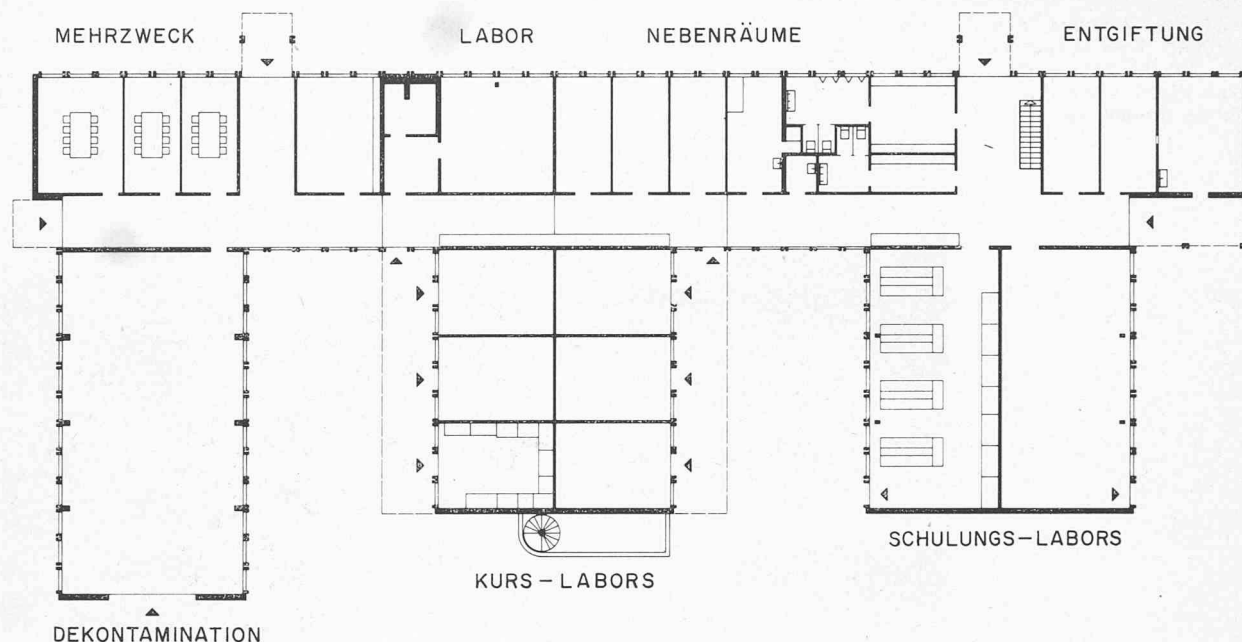 MEHRZWECK
LABOR
NEBENRÄUME
ENTGIFTUNG
SCHULUNGS-LABORS
KURS-LABORS
DEKONTAMINATION